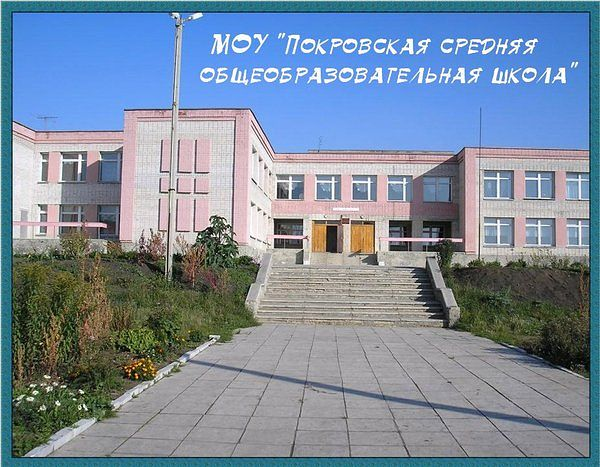 МОУ "Покровская средняя
общеобразовательная школа"